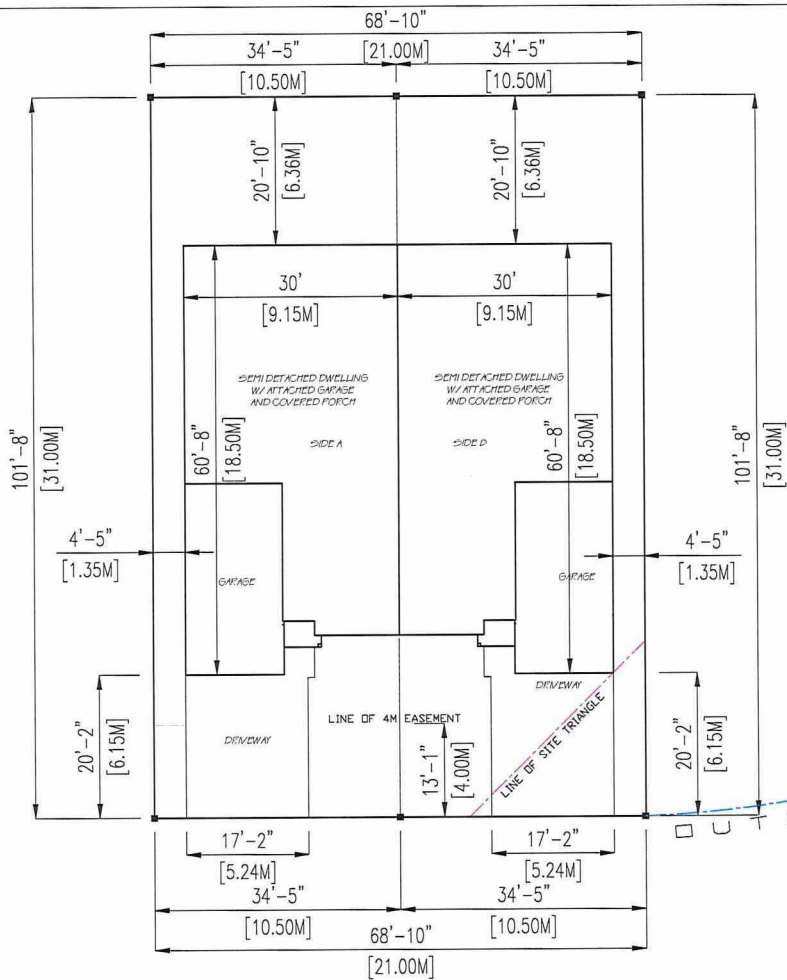 68'-10"
[21.00M]
34'-5"
[10.50M]
34'-5"
[10.50M]
20'-10"
[6.36M]
20'-10"
[6.36M]
101'-8"
[31.00M]
101'-8"
[31.00M]
30'
[9.15M]
30'
[9.15M]
SEMI DETACHED DWELLING
W/ ATTACHED GARAGE
AND COVERED PORCH
SIDE A
SEMI DETACHED DWELLING
W/ ATTACHED GARAGE
AND COVERED PORCH
SIDE D
60'-8"
[18.50M]
60'-8"
[18.50M]
4'-5"
[1.35M]
4'-5"
[1.35M]
GARAGE
GARAGE
20'-2"
[6.15M]
DRIVEWAY
LINE OF 4M EASEMENT
13'-1"
[4.00M]
DRIVEWAY
LINE OF SITE TRIANGLE
20'-2"
[6.15M]
17'-2"
[5.24M]
17'-2"
[5.24M]
34'-5"
[10.50M]
34'-5"
[10.50M]
68'-10"
[21.00M]